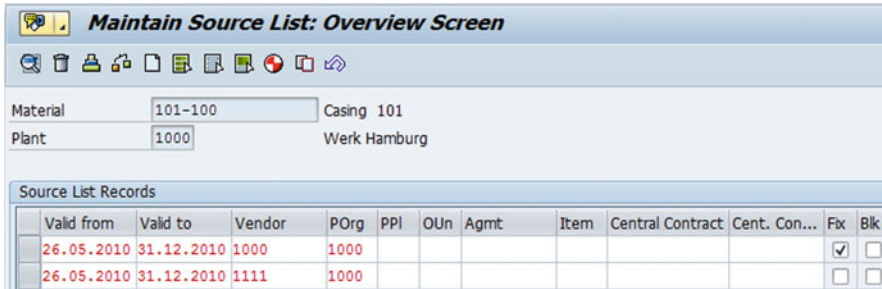 Maintain Source List: Overview Screen
Material 101-100 Casing 101
Plant 1000 Werk Hamburg
Source List Records
Valid from Valid to Vendor POrg PPl OUn Agmt Item Central Contract Cent. Con... Fix Blk
26.05.2010 31.12.2010 1000 1000
26.05.2010 31.12.2010 1111 1000